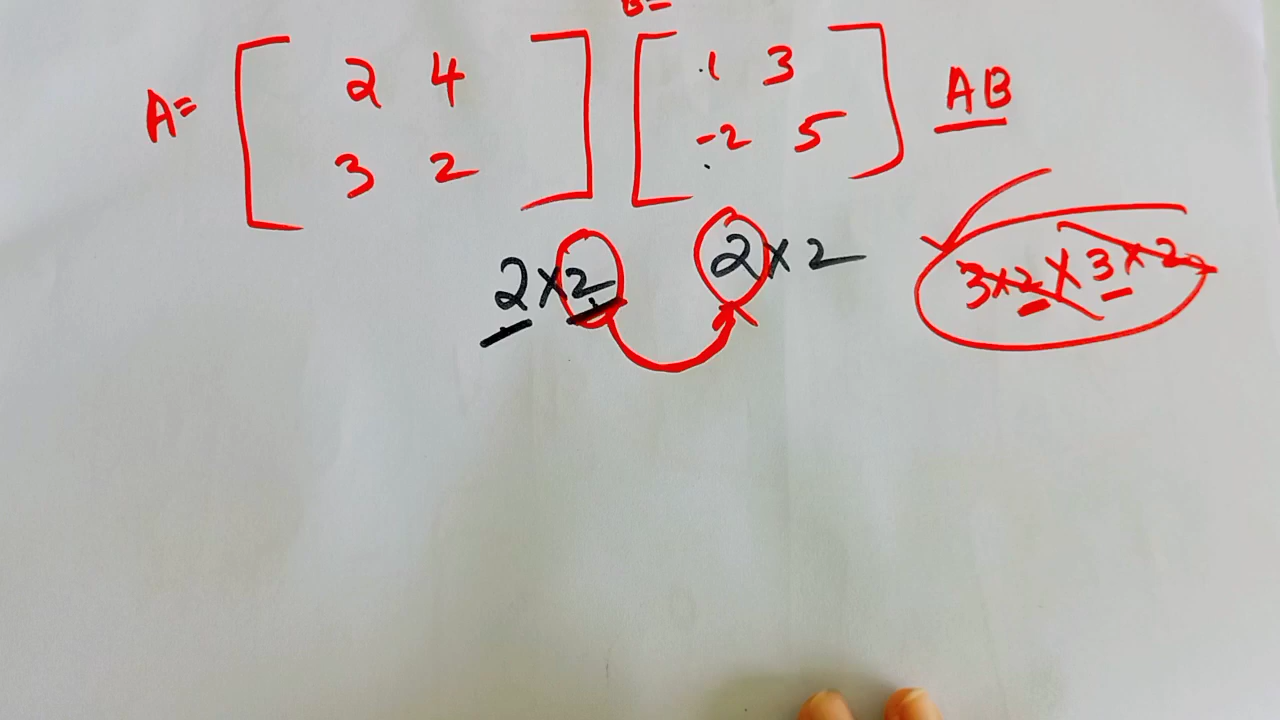 B=
A= [ 2 4 ] [ 1 3 ] AB
[ 3 2 ] [ -2 5 ]
2×2 2×2 3×2×3×2